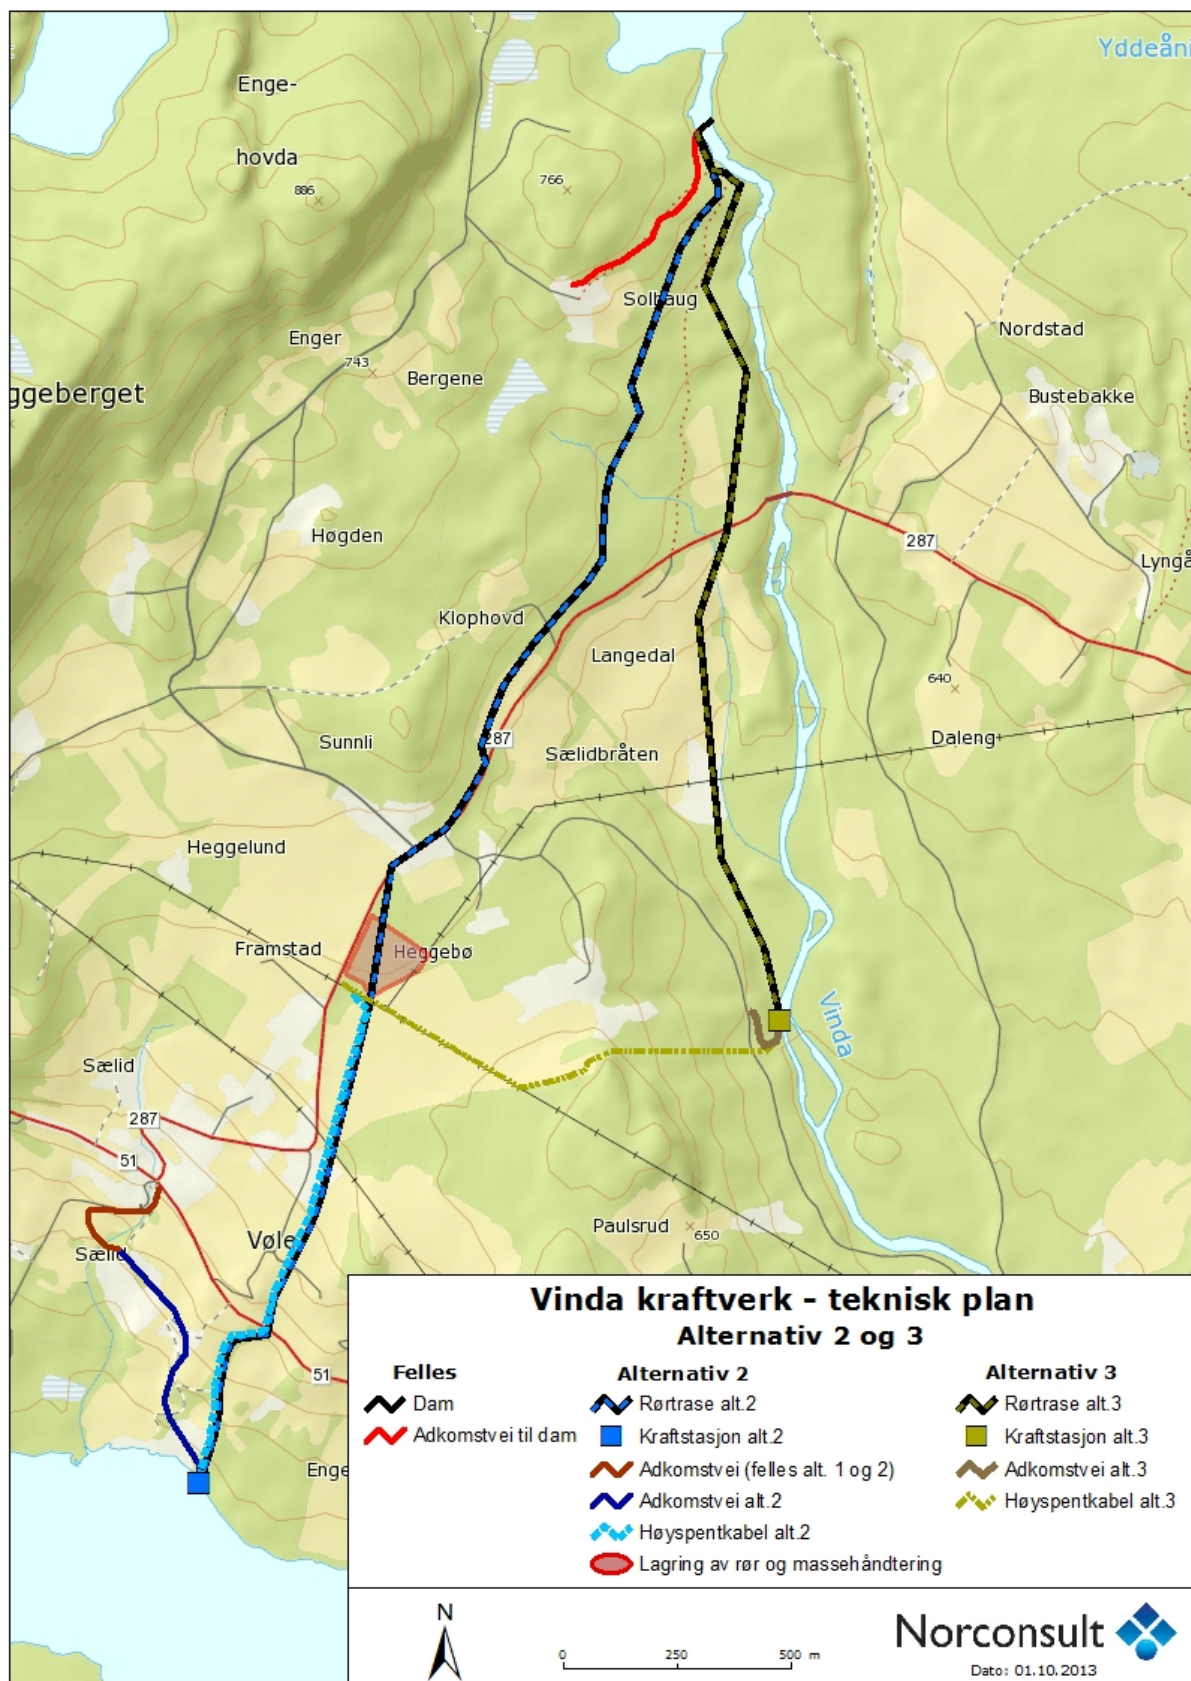 Yddeåni
Enge-
hovda
886
766
Solhaug
Enger
743
Bergene
Nordstad
ggeberget
Bustebakke
Høgden
287
Lyngå
Klophovd
Langedal
640
287
Sunnli
Sælidbråten
Daleng
Heggelund
Framstad
Heggebø
Vinda
Sælid
287
51
Paulsrud
650
Vøle
Sælid
51
Enge
Vinda kraftverk - teknisk plan
Alternativ 2 og 3
Felles
Dam
Adkomstvei til dam
Alternativ 2
Rørtrase alt.2
Kraftstasjon alt.2
Adkomstvei (felles alt. 1 og 2)
Adkomstvei alt.2
Høyspentkabel alt.2
Lagring av rør og massehåndtering
Alternativ 3
Rørtrase alt.3
Kraftstasjon alt.3
Adkomstvei alt.3
Høyspentkabel alt.3
N
0 250 500 m
Norconsult
Dato: 01.10.2013